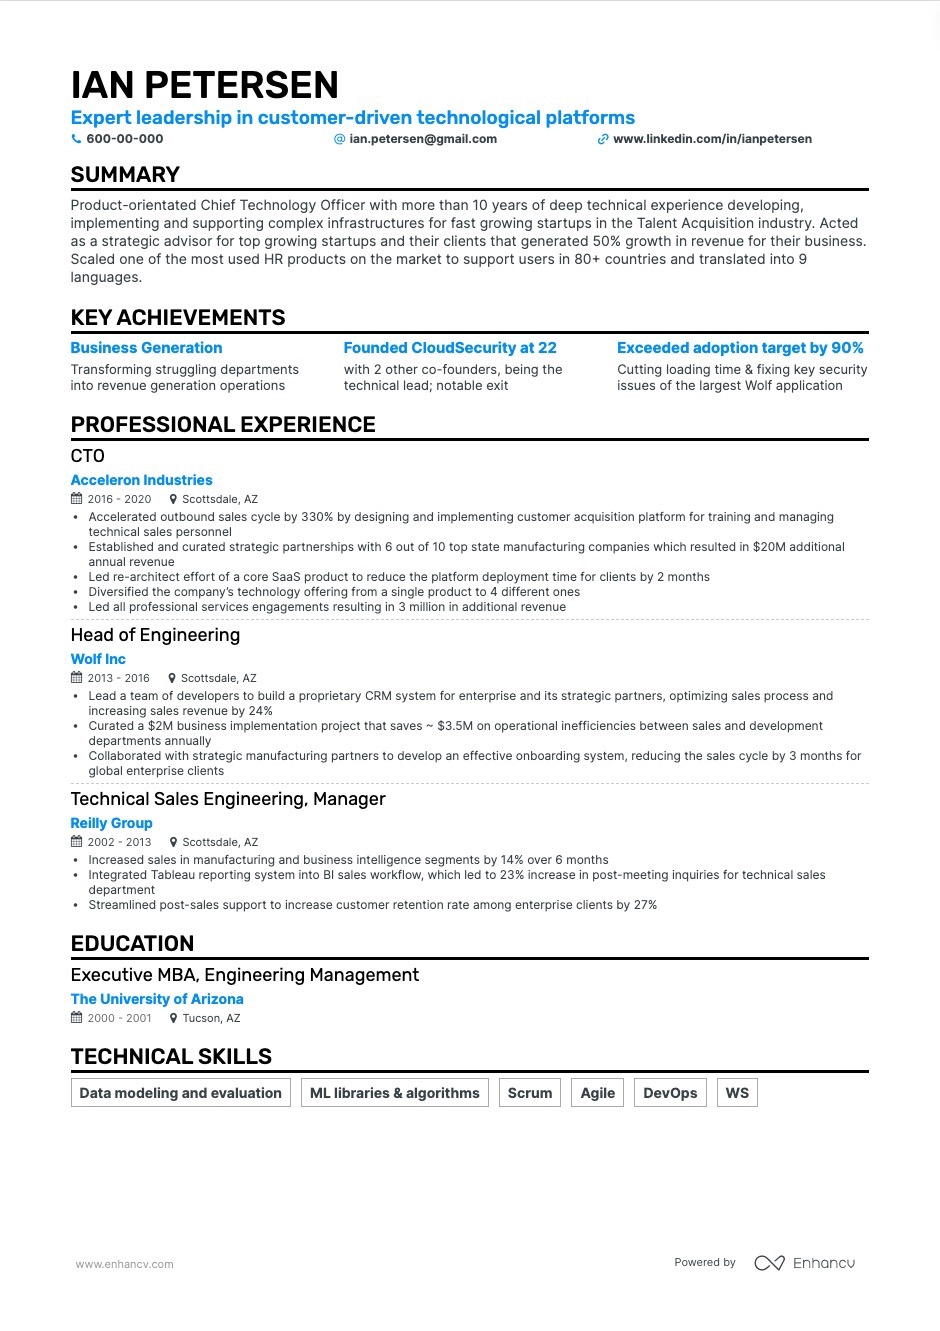 IAN PETERSEN
Expert leadership in customer-driven technological platforms
600-00-000 ian.petersen@gmail.com www.linkedin.com/in/ianpetersen
SUMMARY
Product-orientated Chief Technology Officer with more than 10 years of deep technical experience developing,
implementing and supporting complex infrastructures for fast growing startups in the Talent Acquisition industry. Acted
as a strategic advisor for top growing startups and their clients that generated 50% growth in revenue for their business.
Scaled one of the most used HR products on the market to support users in 80+ countries and translated into 9
languages.
KEY ACHIEVEMENTS
Business Generation
Transforming struggling departments
into revenue generation operations
Founded CloudSecurity at 22
with 2 other co-founders, being the
technical lead; notable exit
Exceeded adoption target by 90%
Cutting loading time & fixing key security
issues of the largest Wolf application
PROFESSIONAL EXPERIENCE
CTO
Acceleron Industries
2016 - 2020 Scottsdale, AZ
• Accelerated outbound sales cycle by 330% by designing and implementing customer acquisition platform for training and managing
technical sales personnel
• Established and curated strategic partnerships with 6 out of 10 top state manufacturing companies which resulted in $20M additional
annual revenue
• Led re-architect effort of a core SaaS product to reduce the platform deployment time for clients by 2 months
• Diversified the company's technology offering from a single product to 4 different ones
• Led all professional services engagements resulting in 3 million in additional revenue
Head of Engineering
Wolf Inc
2013 - 2016 Scottsdale, AZ
• Lead a team of developers to build a proprietary CRM system for enterprise and its strategic partners, optimizing sales process and
increasing sales revenue by 24%
• Curated a $2M business implementation project that saves ~ $3.5M on operational inefficiencies between sales and development
departments annually
• Collaborated with strategic manufacturing partners to develop an effective onboarding system, reducing the sales cycle by 3 months for
global enterprise clients
Technical Sales Engineering, Manager
Reilly Group
2002 - 2013 Scottsdale, AZ
• Increased sales in manufacturing and business intelligence segments by 14% over 6 months
• Integrated Tableau reporting system into BI sales workflow, which led to 23% increase in post-meeting inquiries for technical sales
department
• Streamlined post-sales support to increase customer retention rate among enterprise clients by 27%
EDUCATION
Executive MBA, Engineering Management
The University of Arizona
2000 - 2001 Tucson, AZ
TECHNICAL SKILLS
Data modeling and evaluation ML libraries & algorithms Scrum Agile DevOps WS
www.enhancv.com Powered by Enhancv